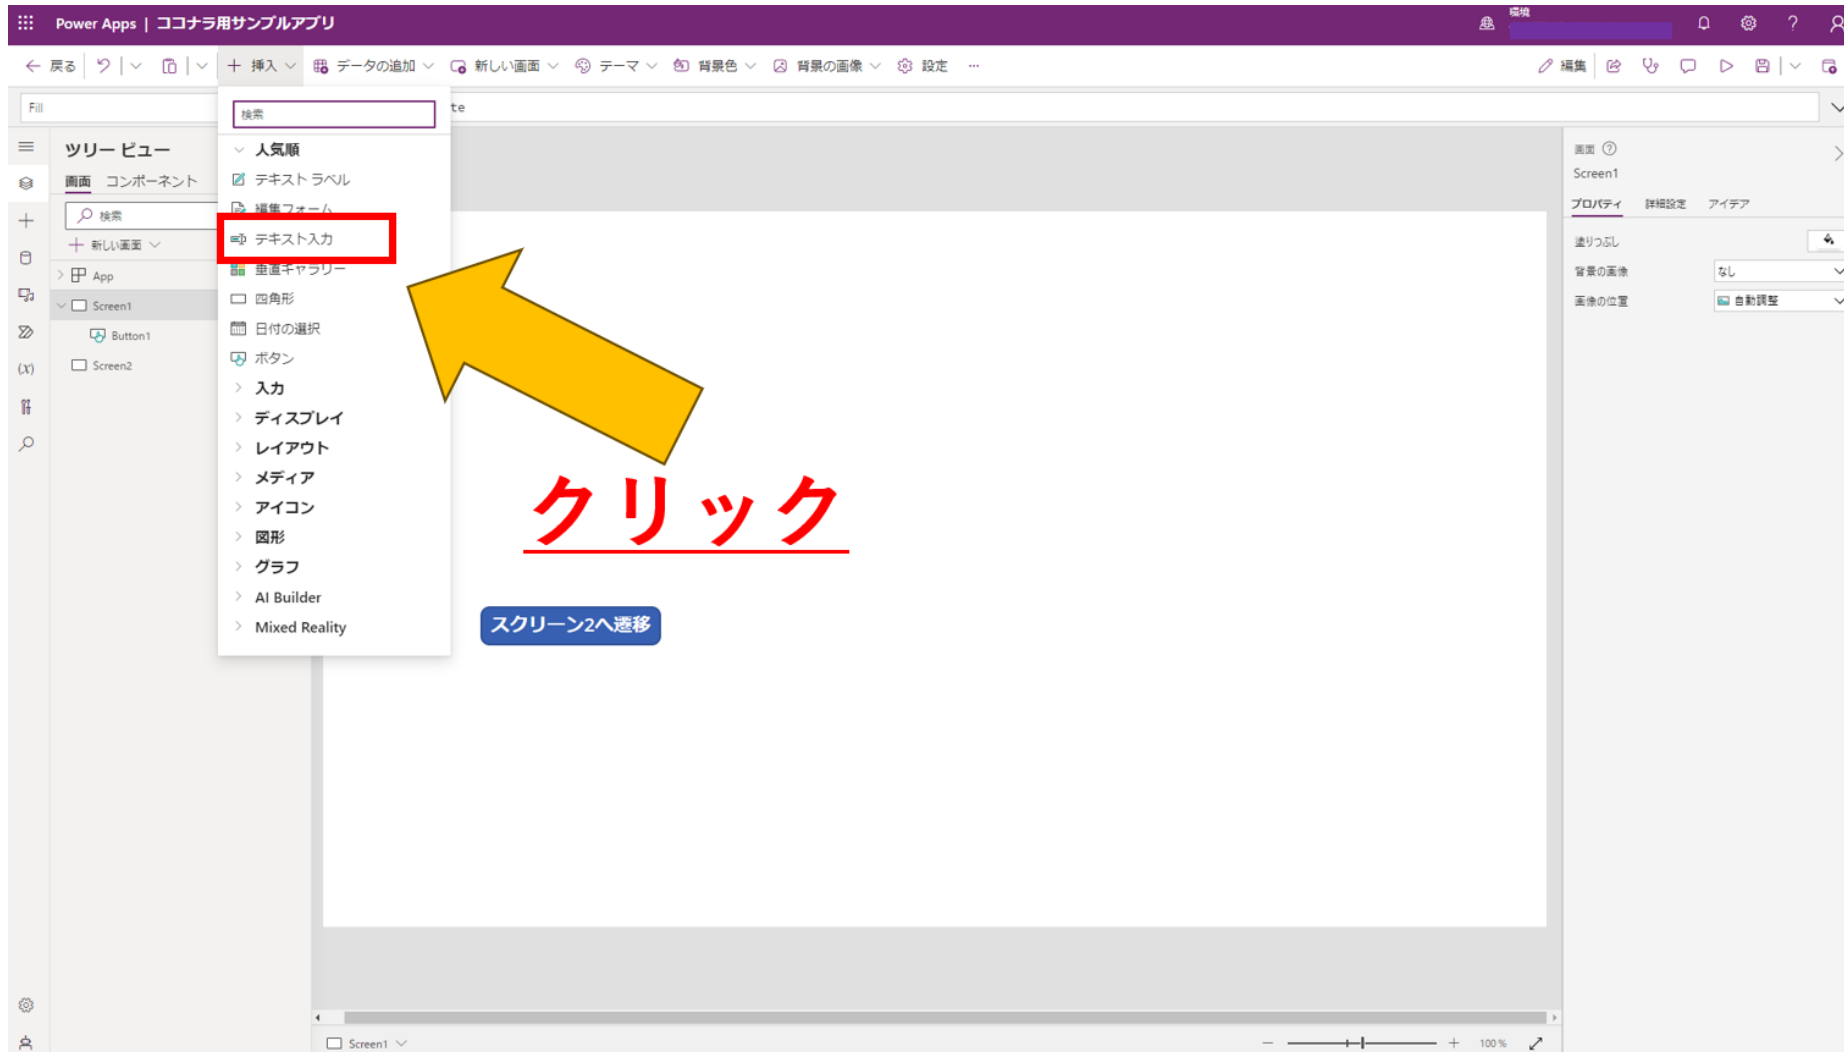 Power Apps | ココナラ用サンプルアプリ
環境
戻る
挿入
データの追加
新しい画面
テーマ
背景色
背景の画像
設定
編集
Fill
te
ツリー ビュー
画面 コンポーネント
検索
新しい画面
App
Screen1
Button1
Screen2
検索
人気順
テキスト ラベル
編集フォーム
テキスト入力
垂直ギャラリー
四角形
日付の選択
ボタン
入力
ディスプレイ
レイアウト
メディア
アイコン
図形
グラフ
AI Builder
Mixed Reality
クリック
スクリーン2へ遷移
画面
Screen1
プロパティ 詳細設定 アイデア
塗りつぶし
背景の画像 なし
画像の位置 自動調整
Screen1
100 %